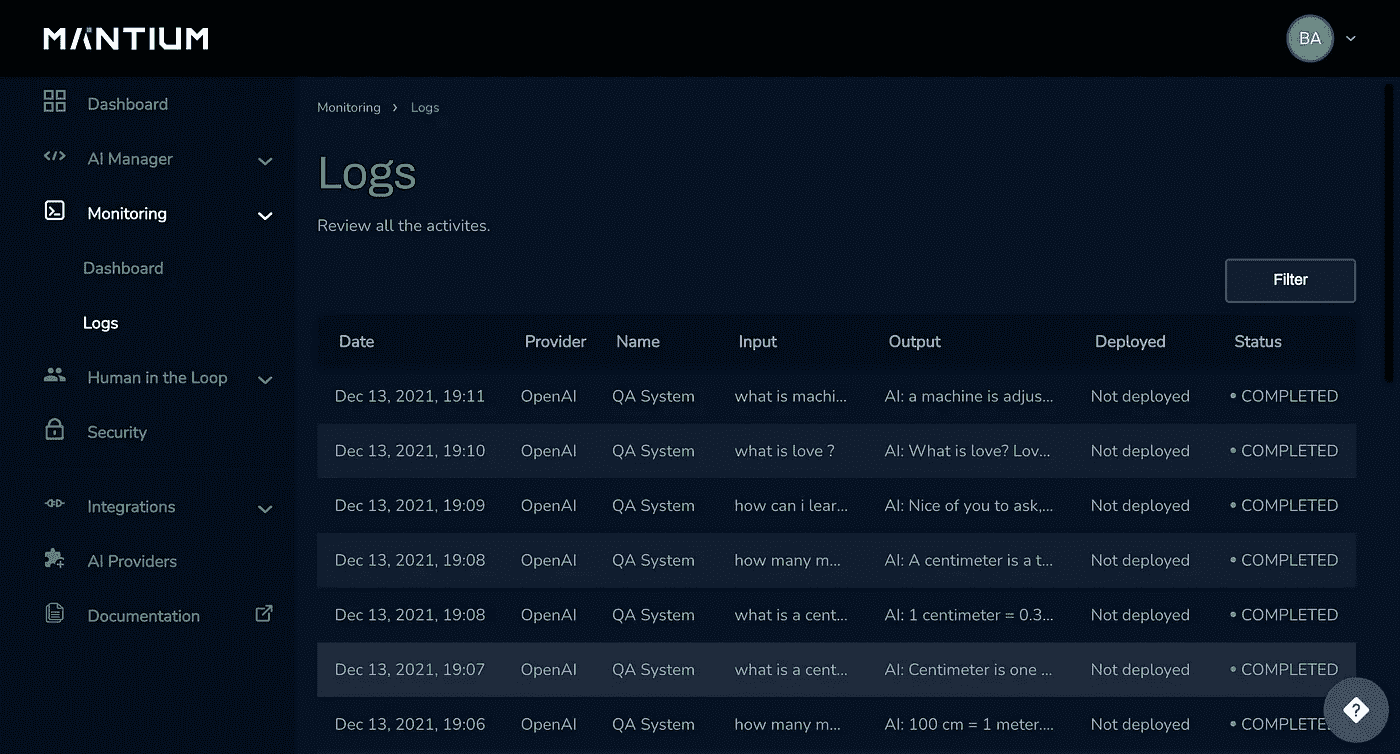 MANTIUM
BA
Dashboard
AI Manager
Monitoring
Dashboard
Logs
Human in the Loop
Security
Integrations
AI Providers
Documentation
Monitoring > Logs
Logs
Review all the activites.
Filter
Date Provider Name Input Output Deployed Status
Dec 13, 2021, 19:11 OpenAI QA System what is machi... AI: a machine is adjus... Not deployed • COMPLETED
Dec 13, 2021, 19:10 OpenAI QA System what is love ? AI: What is love? Lov... Not deployed • COMPLETED
Dec 13, 2021, 19:09 OpenAI QA System how can i lear... AI: Nice of you to ask,... Not deployed • COMPLETED
Dec 13, 2021, 19:08 OpenAI QA System how many m... AI: A centimeter is a t... Not deployed • COMPLETED
Dec 13, 2021, 19:08 OpenAI QA System what is a cent... AI: 1 centimeter = 0.3... Not deployed • COMPLETED
Dec 13, 2021, 19:07 OpenAI QA System what is a cent... AI: Centimeter is one ... Not deployed • COMPLETED
Dec 13, 2021, 19:06 OpenAI QA System how many m... AI: 100 cm = 1 meter.... Not deployed • COMPLETE
?